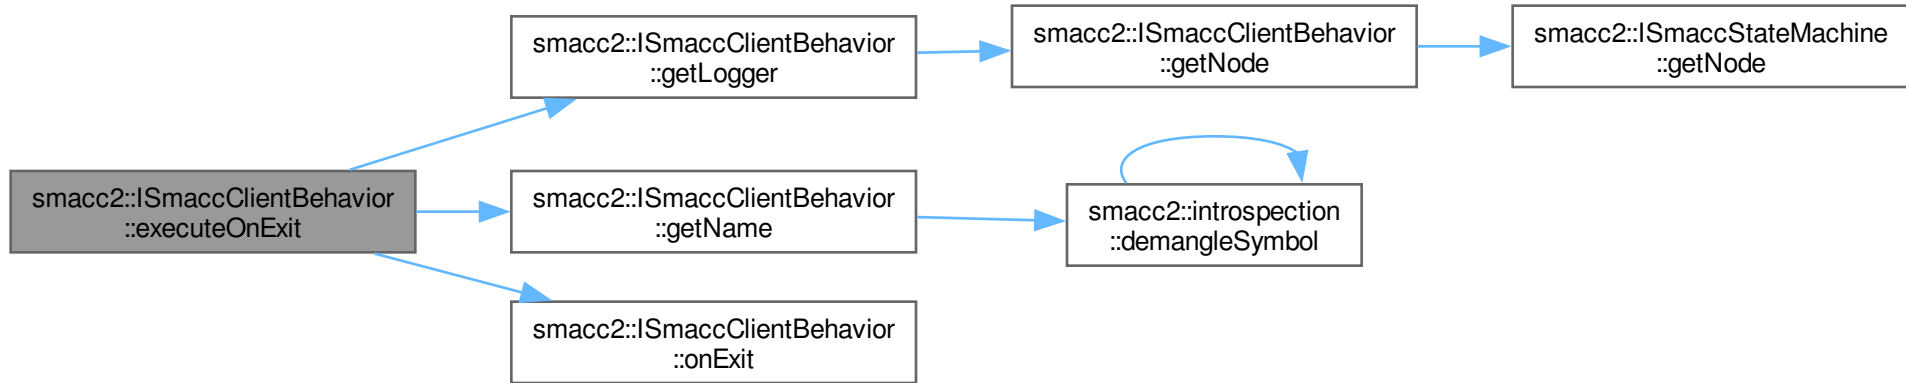 smacc2::ISmaccClientBehavior
::executeOnExit
smacc2::ISmaccClientBehavior
::getLogger
smacc2::ISmaccClientBehavior
::getNode
smacc2::ISmaccStateMachine
::getNode
smacc2::ISmaccClientBehavior
::getName
smacc2::introspection
::demangleSymbol
smacc2::ISmaccClientBehavior
::onExit